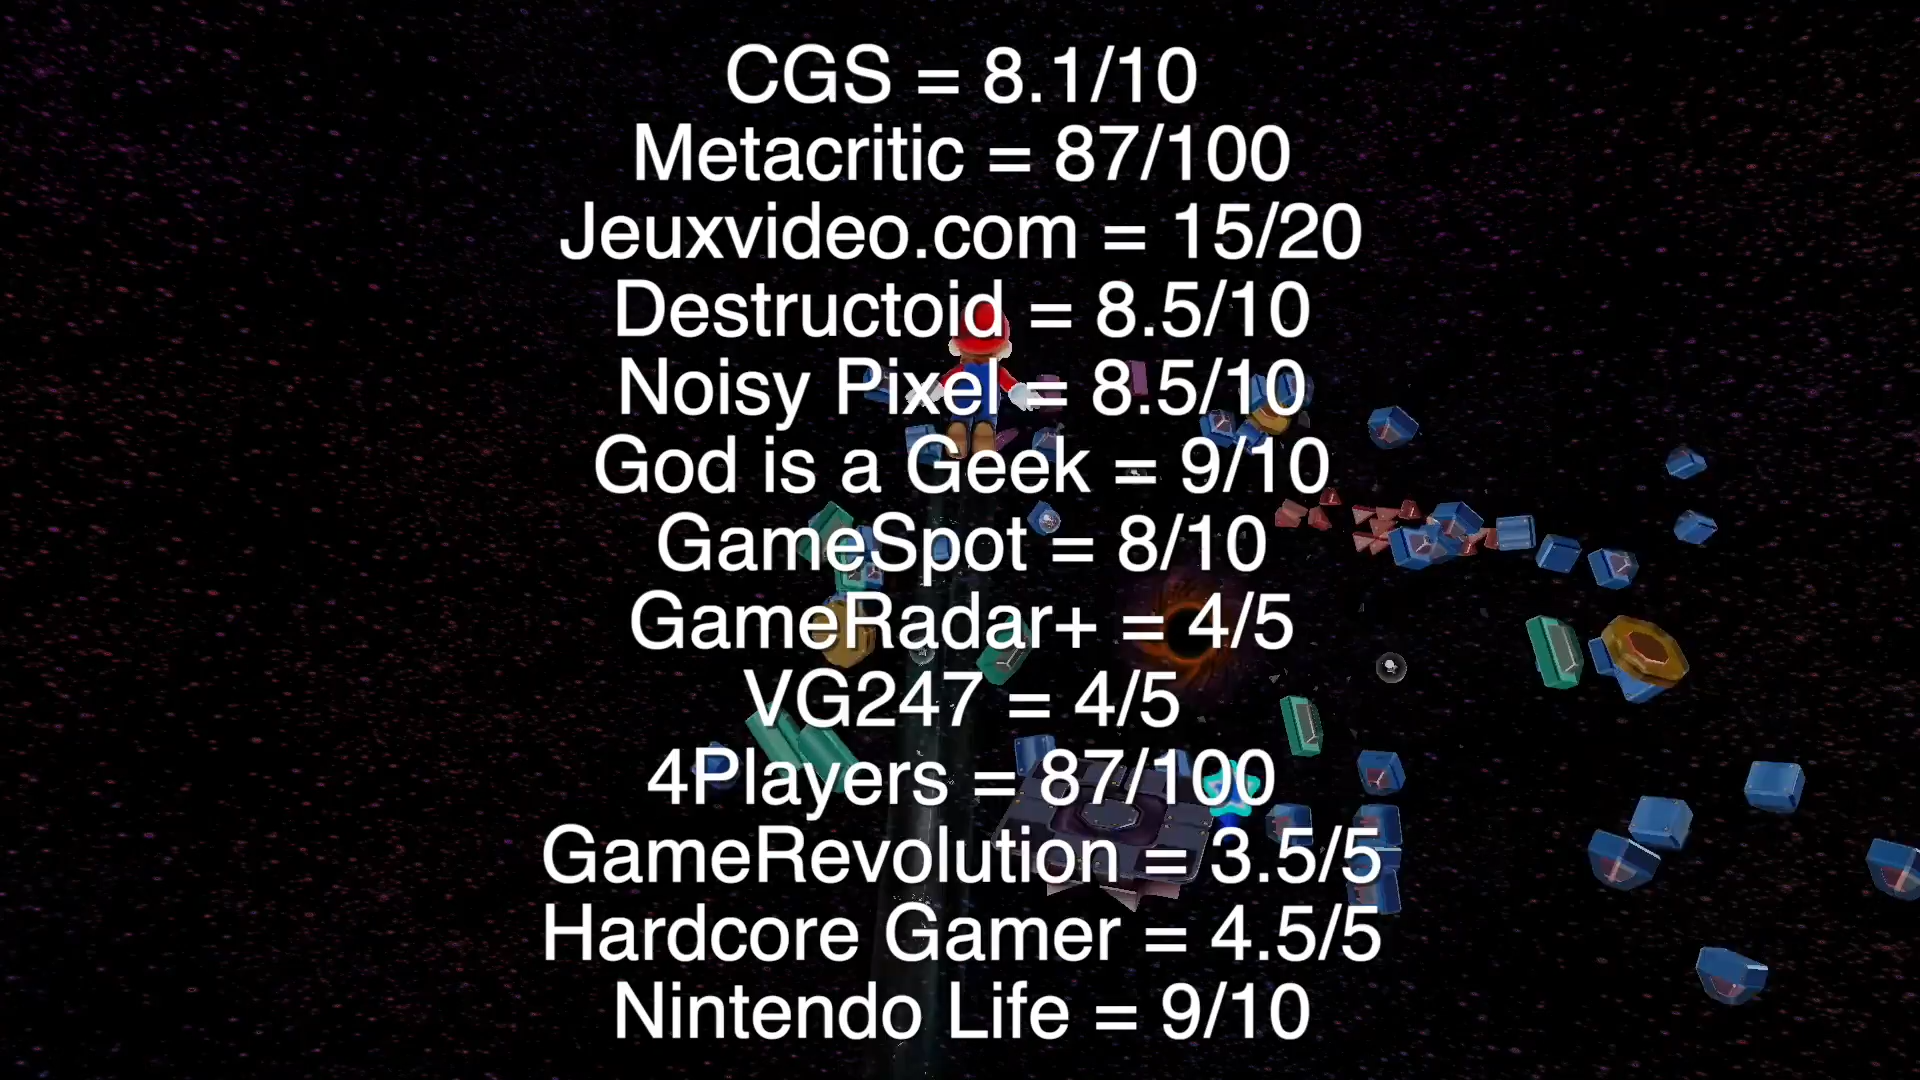 CGS = 8.1/10
Metacritic = 87/100
Jeuxvideo.com = 15/20
Destructoid = 8.5/10
Noisy Pixel = 8.5/10
God is a Geek = 9/10
GameSpot = 8/10
GameRadar+ = 4/5
VG247 = 4/5
4Players = 87/100
GameRevolution = 3.5/5
Hardcore Gamer = 4.5/5
Nintendo Life = 9/10